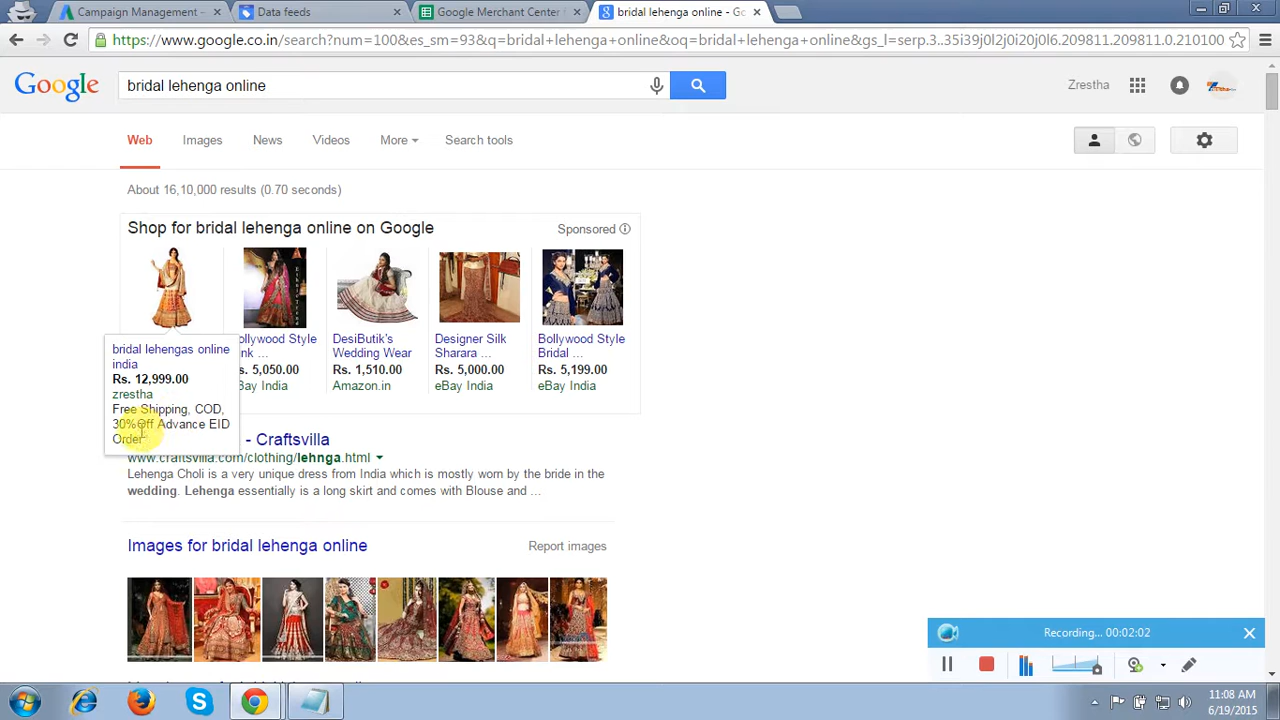 Campaign Management –
Data feeds
Google Merchant Center
bridal lehenga online - Go
https://www.google.co.in/search?num=100&es_sm=93&q=bridal+lehenga+online&oq=bridal+lehenga+online&gs_l=serp.3..35i39j0l2j0i20j0l6.209811.209811.0.210100
Google
bridal lehenga online
Zrestha
Web
Images
News
Videos
More
Search tools
About 16,10,000 results (0.70 seconds)
Shop for bridal lehenga online on Google
Sponsored
bridal lehengas online
india
Rs. 12,999.00
zrestha
Free Shipping, COD,
30%Off Advance EID
Order
ollywood Style
nk ...
s. 5,050.00
Bay India
DesiButik's
Wedding Wear
Rs. 1,510.00
Amazon.in
Designer Silk
Sharara ...
Rs. 5,000.00
eBay India
Bollywood Style
Bridal ...
Rs. 5,199.00
eBay India
- Craftsvilla
www.craftsvilla.com/clothing/lehnga.html
Lehenga Choli is a very unique dress from India which is mostly worn by the bride in the
wedding. Lehenga essentially is a long skirt and comes with Blouse and ...
Images for bridal lehenga online
Report images
Recording... 00:02:02
11:08 AM
6/19/2015